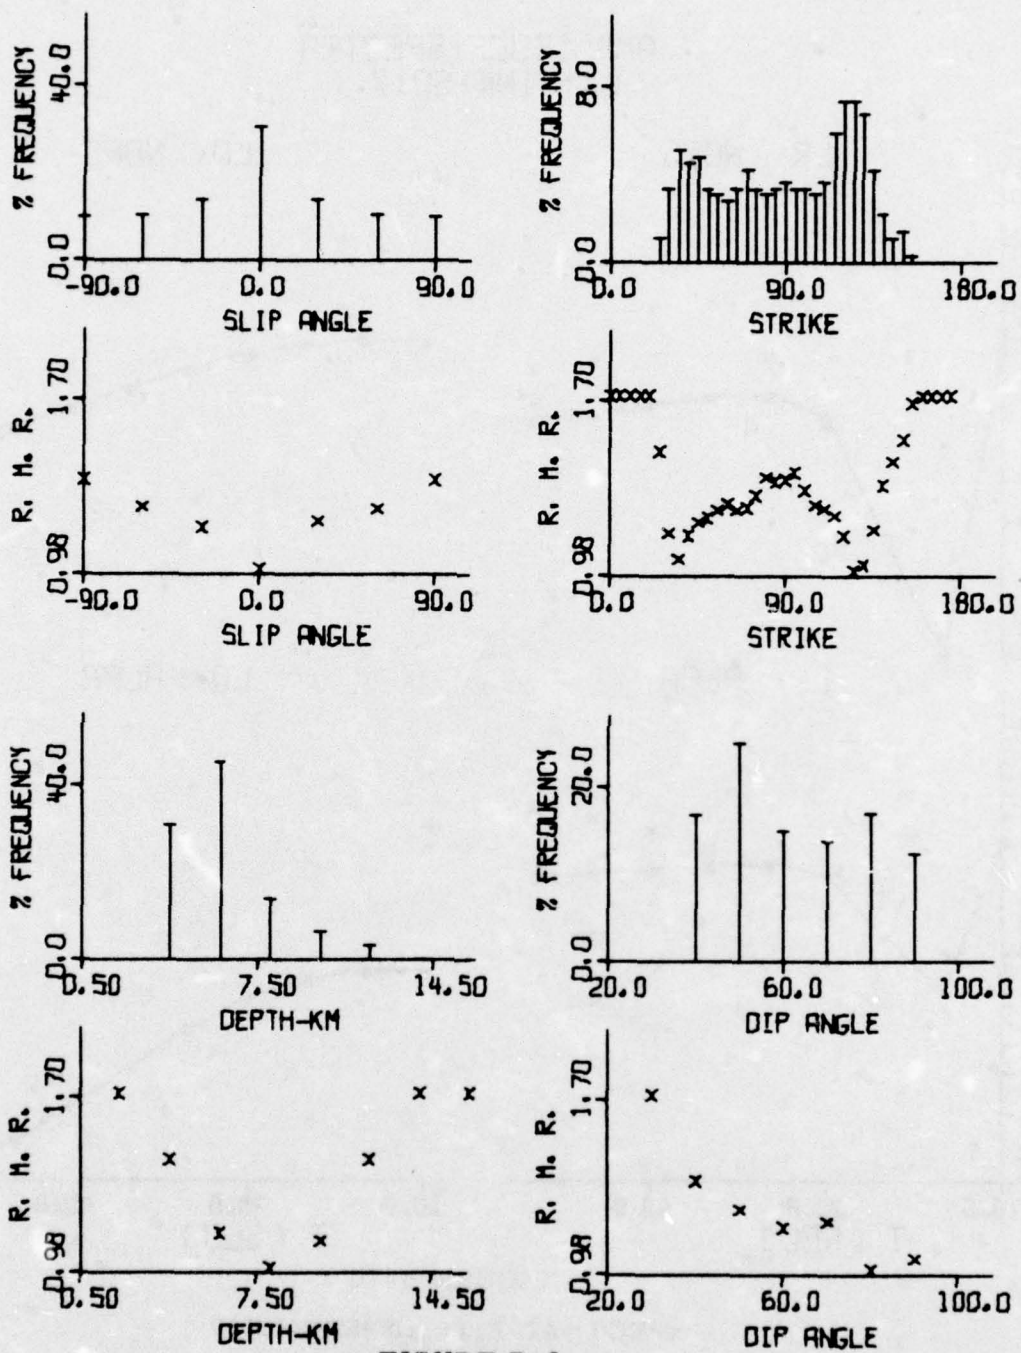 % FREQUENCY
40.0
0.0
-90.0 0.0 90.0
SLIP ANGLE
% FREQUENCY
8.0
0.0
0.0 90.0 180.0
STRIKE
R. M. R.
1.70
0.98
-90.0 0.0 90.0
SLIP ANGLE
R. M. R.
1.70
0.98
0.0 90.0 180.0
STRIKE
% FREQUENCY
40.0
0.0
0.50 7.50 14.50
DEPTH-KM
% FREQUENCY
20.0
0.0
20.0 60.0 100.0
DIP ANGLE
R. M. R.
1.70
0.98
0.50 7.50 14.50
DEPTH-KM
R. M. R.
1.70
0.98
20.0 60.0 100.0
DIP ANGLE